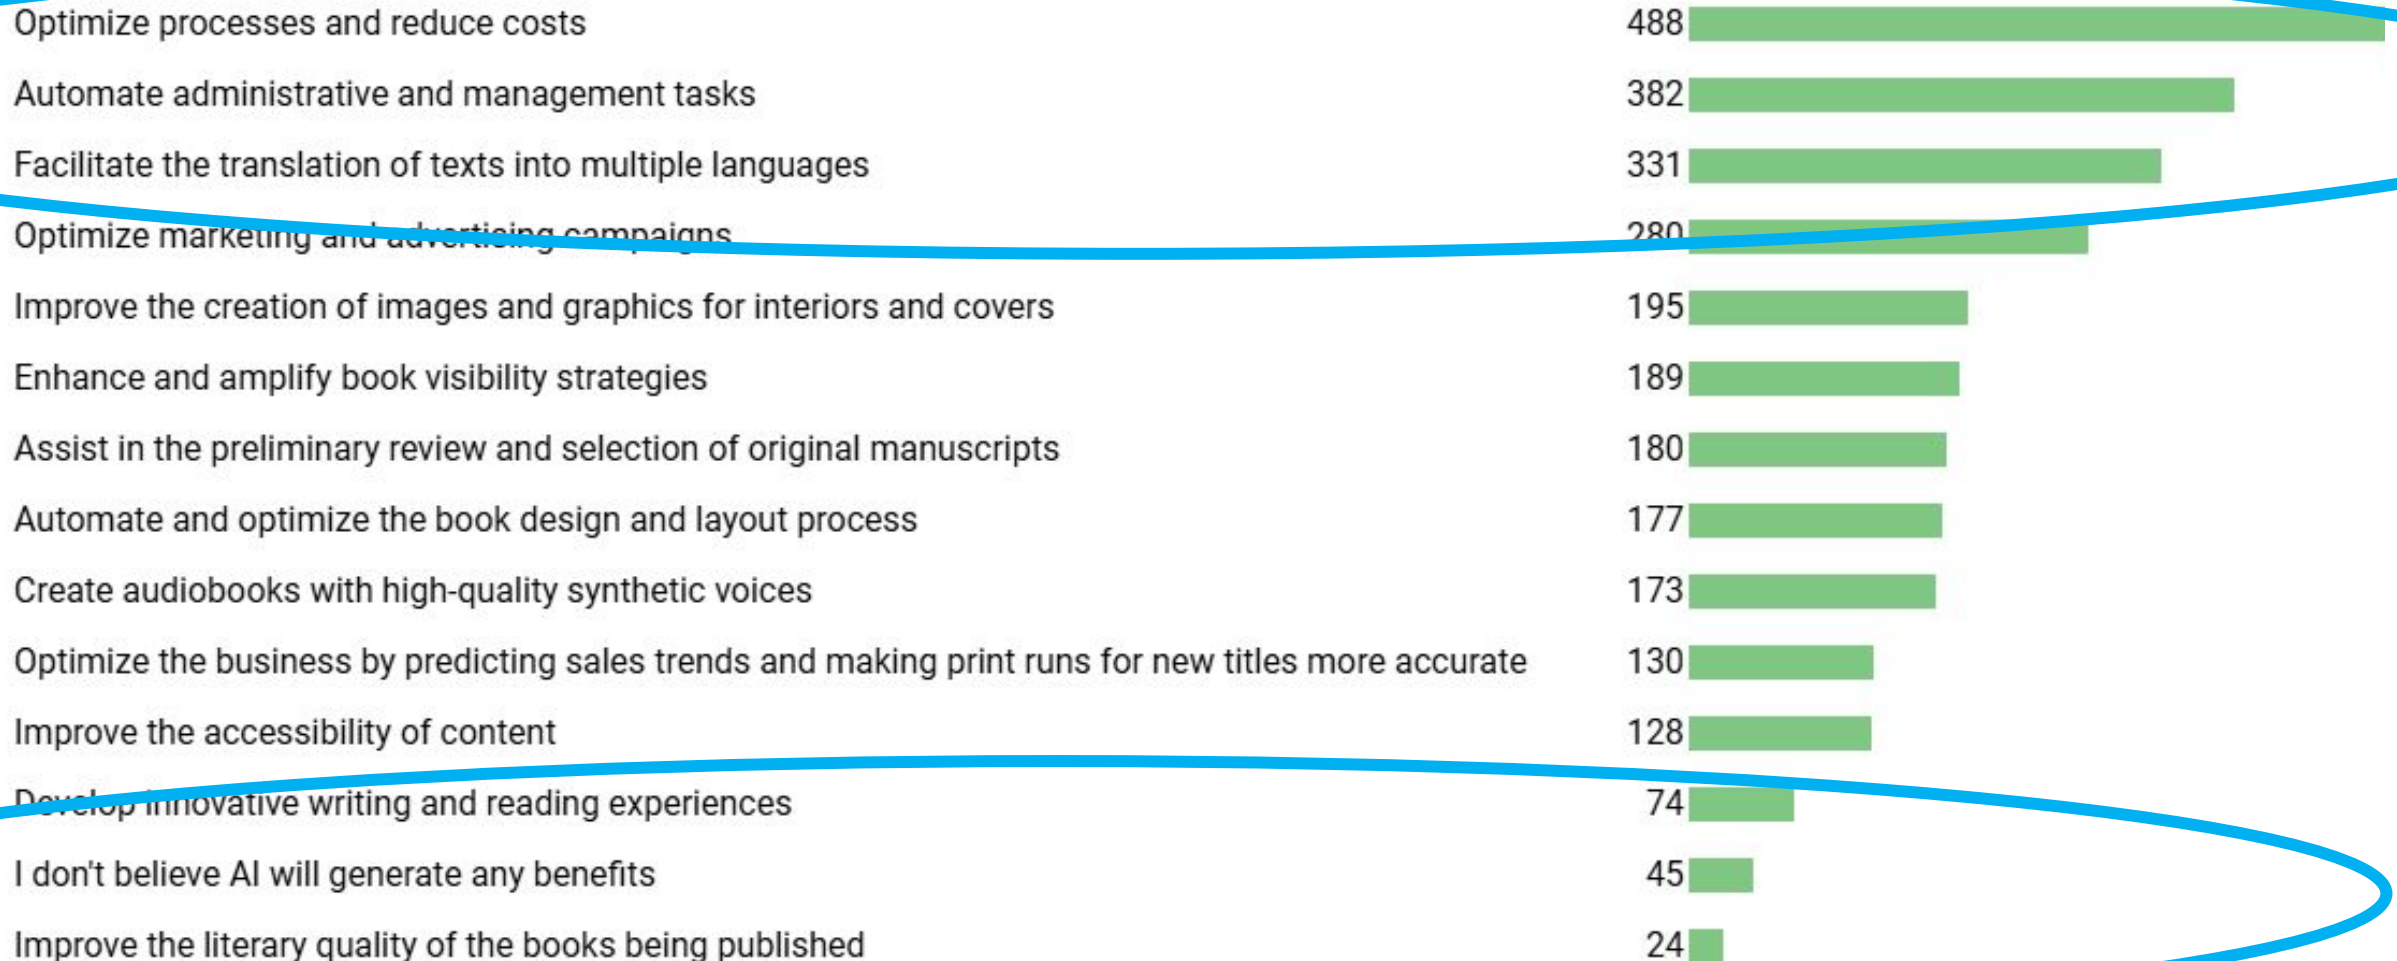 Optimize processes and reduce costs 488
Automate administrative and management tasks 382
Facilitate the translation of texts into multiple languages 331
Optimize marketing and advertising campaigns 280
Improve the creation of images and graphics for interiors and covers 195
Enhance and amplify book visibility strategies 189
Assist in the preliminary review and selection of original manuscripts 180
Automate and optimize the book design and layout process 177
Create audiobooks with high-quality synthetic voices 173
Optimize the business by predicting sales trends and making print runs for new titles more accurate 130
Improve the accessibility of content 128
Develop innovative writing and reading experiences 74
I don't believe AI will generate any benefits 45
Improve the literary quality of the books being published 24